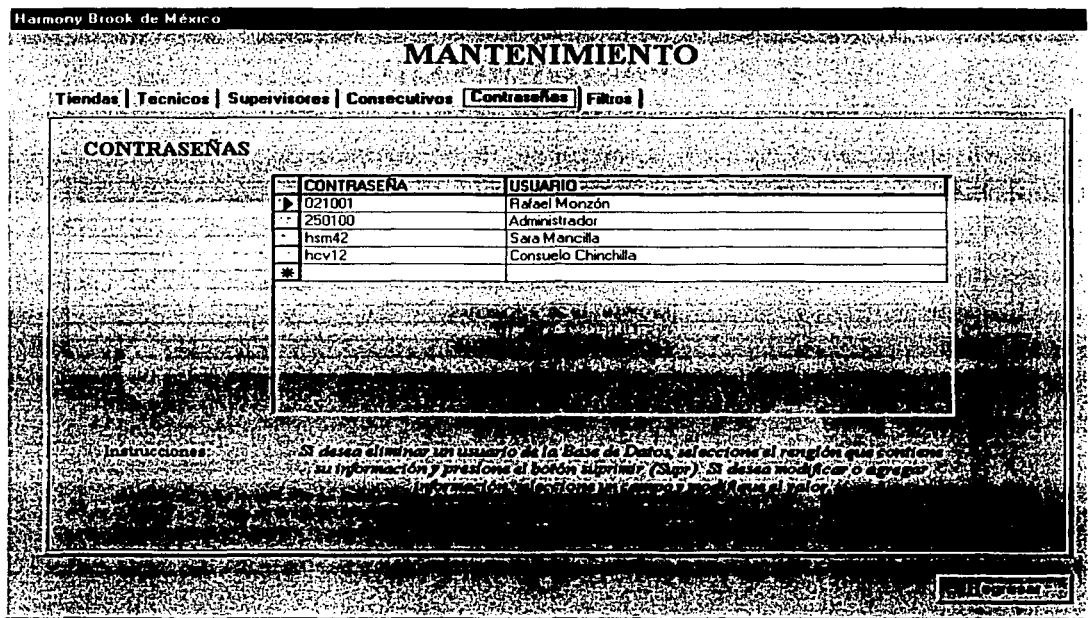 Harmony Brook de México
MANTENIMIENTO
Tiendas | Tecnicos | Supervisores | Consecutivos | Contraseñas | Filtros
CONTRASEÑAS
CONTRASEÑA USUARIO
021001 Rafael Monzón
250100 Administrador
hsm42 Sara Mancilla
hcv12 Consuelo Chinchilla
Instrucciones: Si desea eliminar un usuario de la Base de Datos, seleccione el renglón que contiene
su información y presione el botón suprimir (Supr). Si desea modificar o agregar
información
Regresar